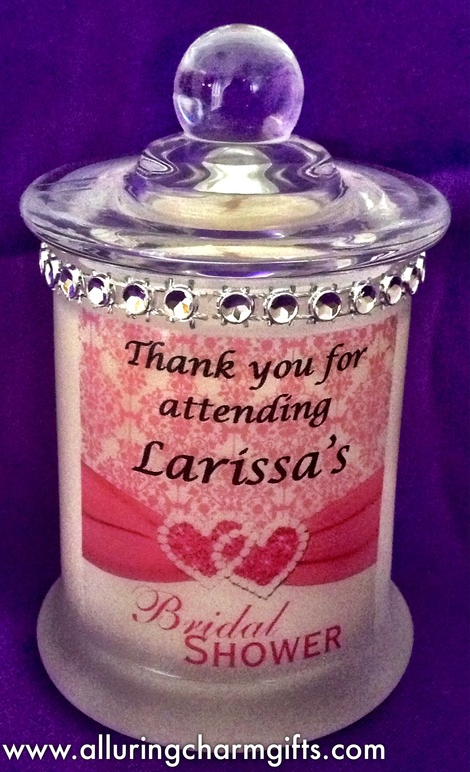 Thank you for
attending
Larissa's
Bridal
SHOWER
www.alluringcharmgifts.com